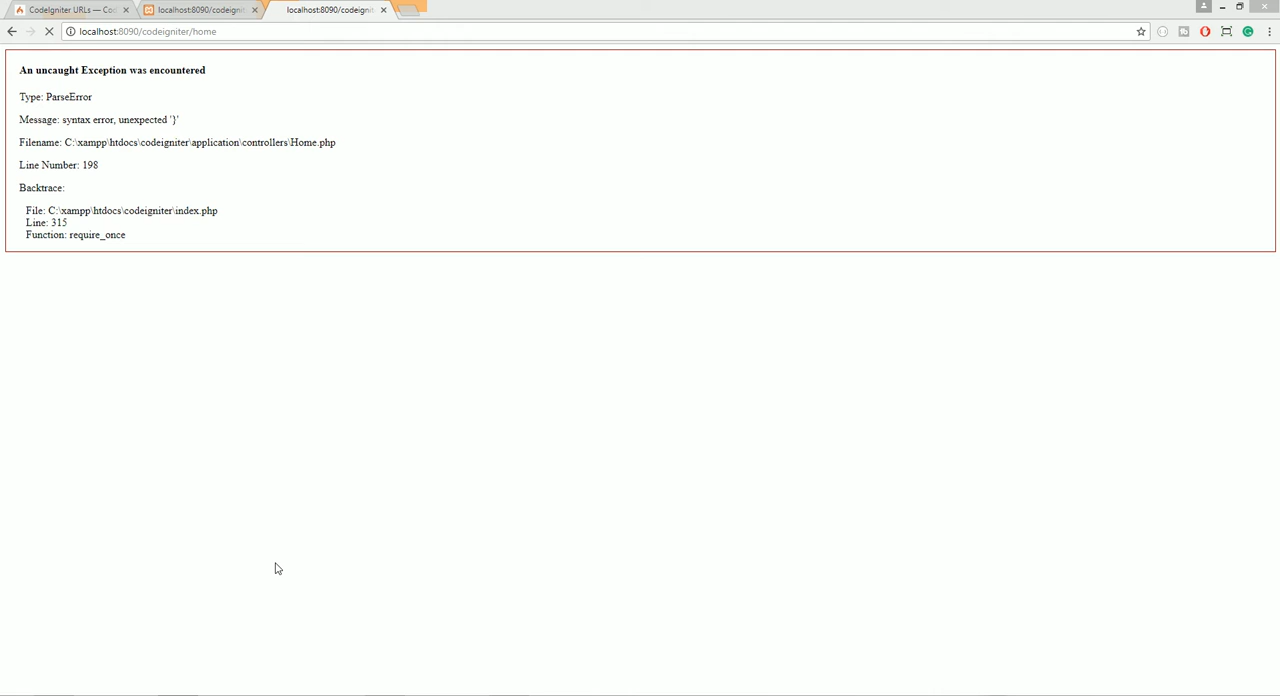 CodeIgniter URLs — Cod
localhost:8090/codeignit
localhost:8090/codeignit
localhost:8090/codeigniter/home
An uncaught Exception was encountered
Type: ParseError
Message: syntax error, unexpected '}'
Filename: C:\xampp\htdocs\codeigniter\application\controllers\Home.php
Line Number: 198
Backtrace:
File: C:\xampp\htdocs\codeigniter\index.php
Line: 315
Function: require_once